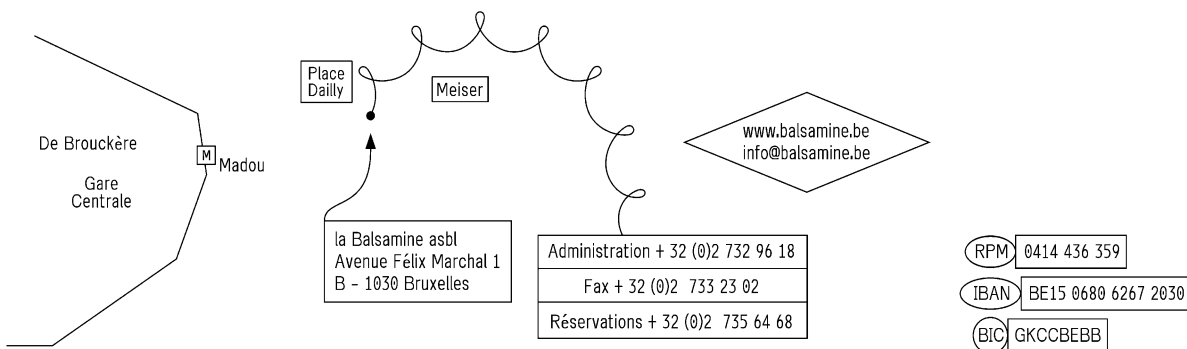 De Brouckère
Gare
Centrale
M
Madou
Place
Dailly
Meiser
la Balsamine asbl
Avenue Félix Marchal 1
B - 1030 Bruxelles
Administration + 32 (0)2 732 96 18
Fax + 32 (0)2 733 23 02
Réservations + 32 (0)2 735 64 68
www.balsamine.be
info@balsamine.be
RPM 0414 436 359
IBAN BE15 0680 6267 2030
BIC GKCCBEBB